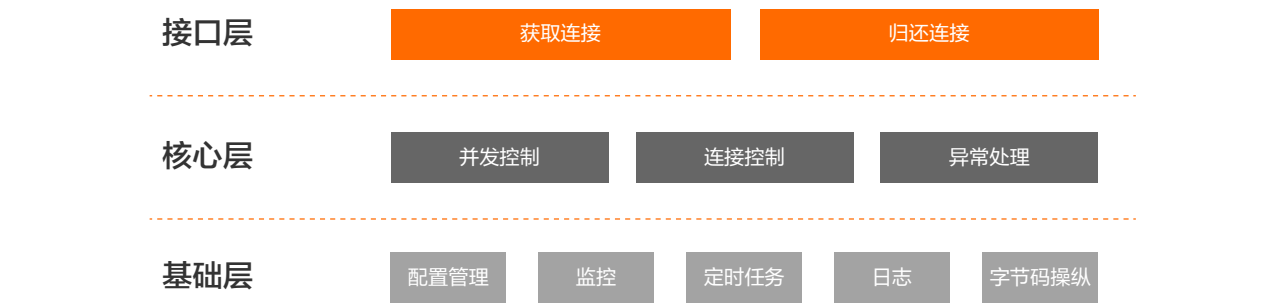 接口层
获取连接
归还连接
核心层
并发控制
连接控制
异常处理
基础层
配置管理
监控
定时任务
日志
字节码操纵